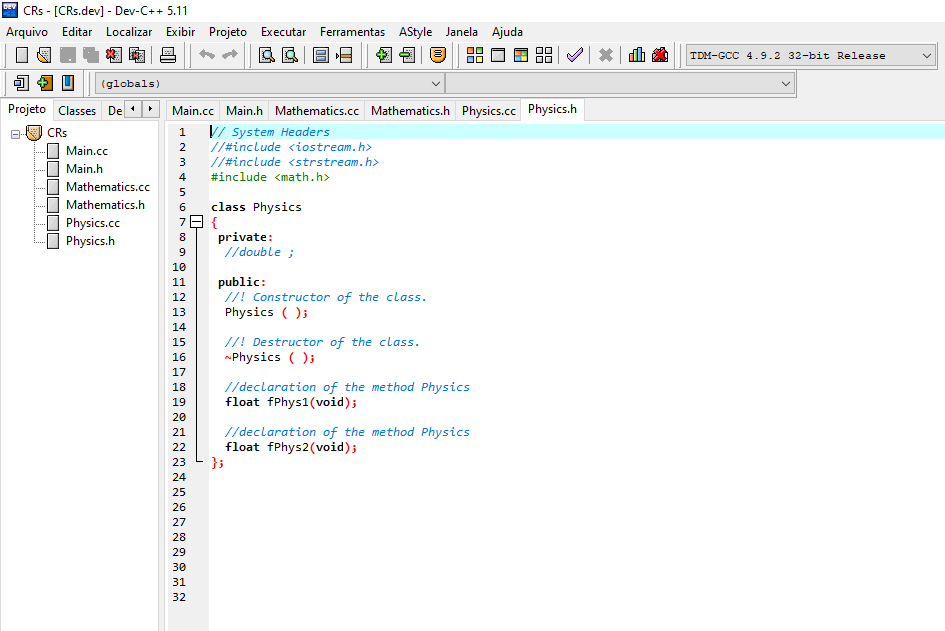 CRs - [CRs.dev] - Dev-C++ 5.11
Arquivo Editar Localizar Exibir Projeto Executar Ferramentas AStyle Janela Ajuda
TDM-GCC 4.9.2 32-bit Release
(globals)
Projeto Classes De
CRs
Main.cc
Main.h
Mathematics.cc
Mathematics.h
Physics.cc
Physics.h
Main.cc Main.h Mathematics.cc Mathematics.h Physics.cc Physics.h
1 // System Headers
2 //#include <iostream.h>
3 //#include <strstream.h>
4 #include <math.h>
5
6 class Physics
7 {
8 private:
9 //double ;
10
11 public:
12 //! Constructor of the class.
13 Physics ( );
14
15 //! Destructor of the class.
16 ~Physics ( );
17
18 //declaration of the method Physics
19 float fPhys1(void);
20
21 //declaration of the method Physics
22 float fPhys2(void);
23 };
24
25
26
27
28
29
30
31
32